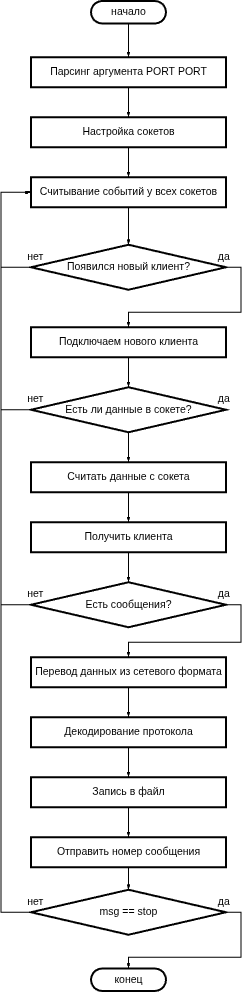 начало
Парсинг аргумента PORT PORT
Настройка сокетов
Считывание событий у всех сокетов
нет
Появился новый клиент?
да
Подключаем нового клиента
нет
Есть ли данные в сокете?
да
Считать данные с сокета
Получить клиента
нет
Есть сообщения?
да
Перевод данных из сетевого формата
Декодирование протокола
Запись в файл
Отправить номер сообщения
нет
msg == stop
да
конец